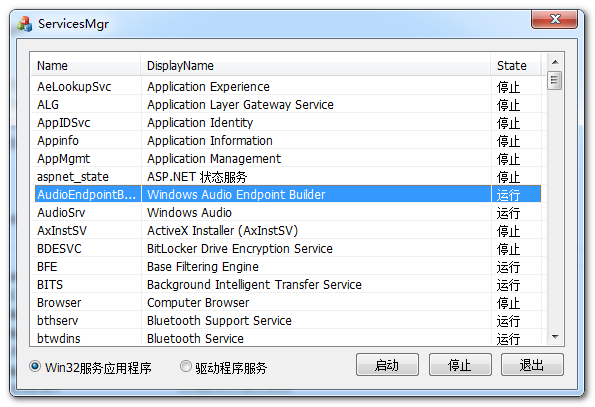 ServicesMgr
Name DisplayName State
AeLookupSvc Application Experience 停止
ALG Application Layer Gateway Service 停止
AppIDSvc Application Identity 停止
Appinfo Application Information 停止
AppMgmt Application Management 停止
aspnet_state ASP.NET 状态服务 停止
AudioEndpointB... Windows Audio Endpoint Builder 运行
AudioSrv Windows Audio 运行
AxInstSV ActiveX Installer (AxInstSV) 停止
BDESVC BitLocker Drive Encryption Service 停止
BFE Base Filtering Engine 运行
BITS Background Intelligent Transfer Service 运行
Browser Computer Browser 停止
bthserv Bluetooth Support Service 运行
btwdins Bluetooth Service 运行
Win32服务应用程序 驱动程序服务 启动 停止 退出